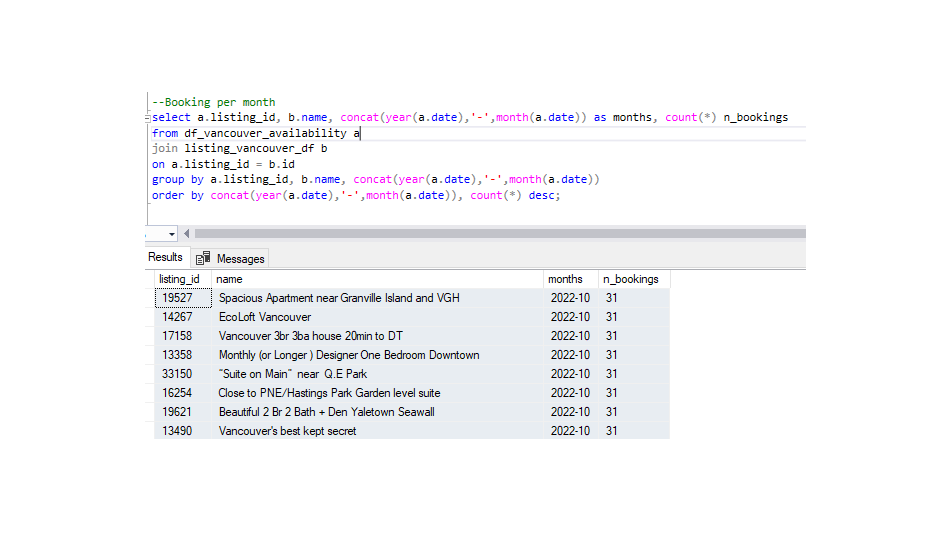 --Booking per month
select a.listing_id, b.name, concat(year(a.date),'-',month(a.date)) as months, count(*) n_bookings
from df_vancouver_availability a
join listing_vancouver_df b
on a.listing_id = b.id
group by a.listing_id, b.name, concat(year(a.date),'-',month(a.date))
order by concat(year(a.date),'-',month(a.date)), count(*) desc;
Results Messages
listing_id name months n_bookings
19527 Spacious Apartment near Granville Island and VGH 2022-10 31
14267 EcoLoft Vancouver 2022-10 31
17158 Vancouver 3br 3ba house 20min to DT 2022-10 31
13358 Monthly (or Longer ) Designer One Bedroom Downtown 2022-10 31
33150 "Suite on Main" near Q.E Park 2022-10 31
16254 Close to PNE/Hastings Park Garden level suite 2022-10 31
19621 Beautiful 2 Br 2 Bath + Den Yaletown Seawall 2022-10 31
13490 Vancouver's best kept secret 2022-10 31